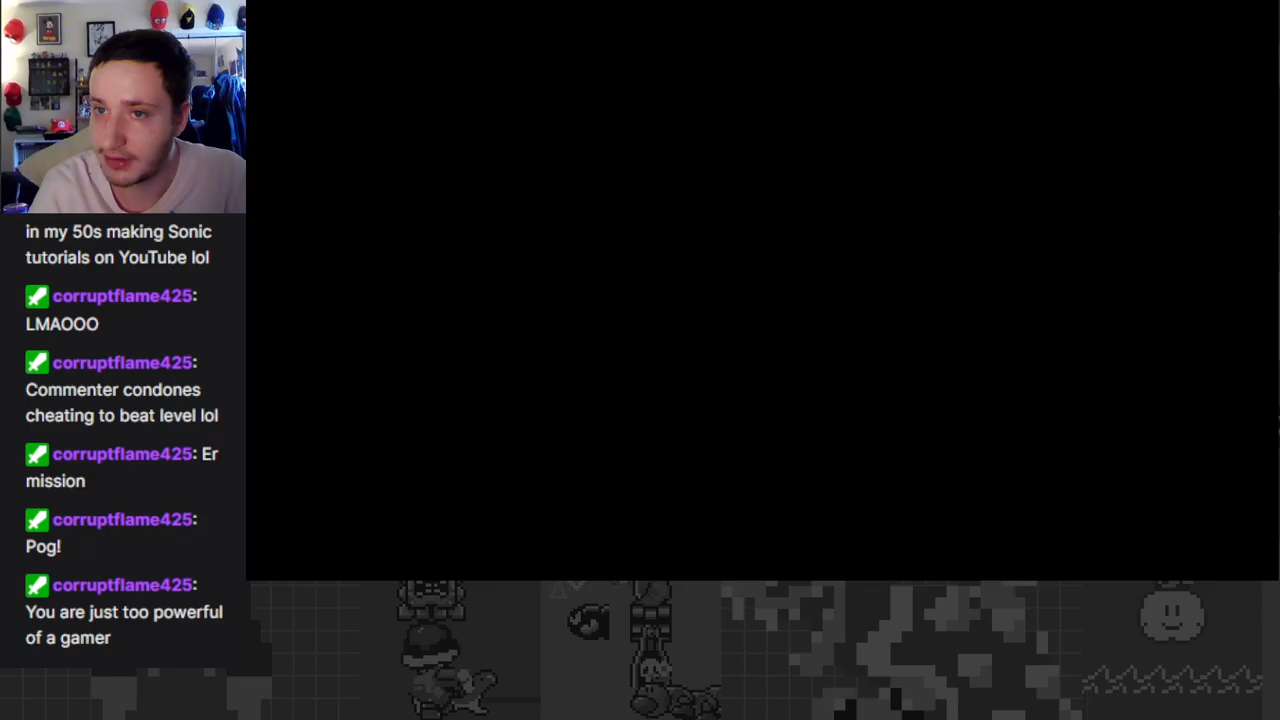 in my 50s making Sonic
tutorials on YouTube lol
corruptflame425:
LMAOOO
corruptflame425:
Commenter condones
cheating to beat level lol
corruptflame425: Er
mission
corruptflame425:
Pog!
corruptflame425:
You are just too powerful
of a gamer